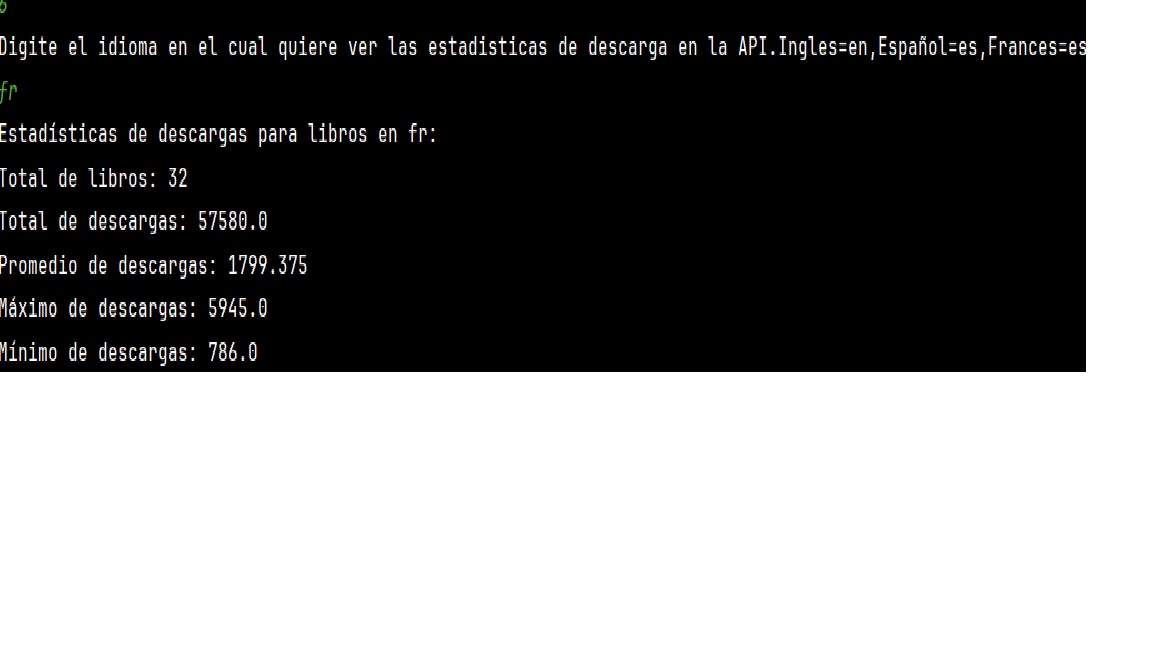 6
Digite el idioma en el cual quiere ver las estadisticas de descarga en la API.Ingles=en,Español=es,Frances=es
fr
Estadísticas de descargas para libros en fr:
Total de libros: 32
Total de descargas: 57580.0
Promedio de descargas: 1799.375
Máximo de descargas: 5945.0
Mínimo de descargas: 786.0